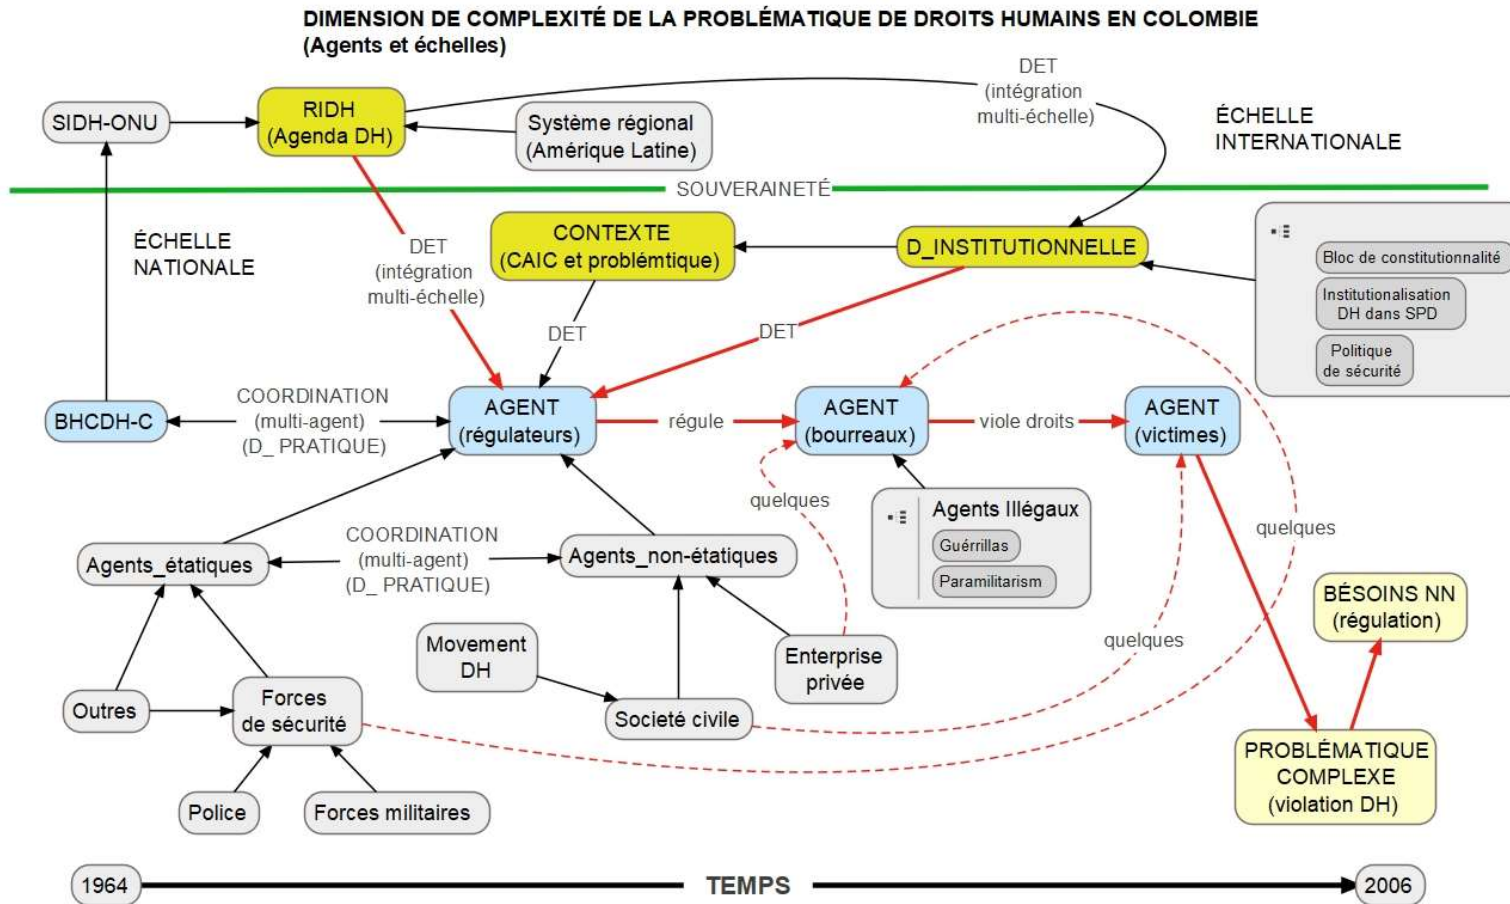 DIMENSION DE COMPLEXITÉ DE LA PROBLÉMATIQUE DE DROITS HUMAINS EN COLOMBIE
(Agents et échelles)
SIDH-ONU
RIDH
(Agenda DH)
Système régional
(Amérique Latine)
DET
(intégration
multi-échelle)
ÉCHELLE
INTERNATIONALE
SOUVERAINETÉ
ÉCHELLE
NATIONALE
DET
(intégration
multi-échelle)
CONTEXTE
(CAIC et problémtique)
D_INSTITUTIONNELLE
Bloc de constitutionnalité
Institutionalisation
DH dans SPD
Politique
de sécurité
DET
DET
BHCDH-C
COORDINATION
(multi-agent)
(D_ PRATIQUE)
AGENT
(régulateurs)
régule
AGENT
(bourreaux)
viole droits
AGENT
(victimes)
quelques
Agents Illégaux
Guérrillas
Paramilitarism
quelques
Agents_étatiques
COORDINATION
(multi-agent)
(D_ PRATIQUE)
Agents_non-étatiques
BÉSOINS NN
(régulation)
Movement
DH
Enterprise
privée
quelques
Outres
Forces
de sécurité
Societé civile
PROBLÉMATIQUE
COMPLEXE
(violation DH)
Police
Forces militaires
1964
TEMPS
2006